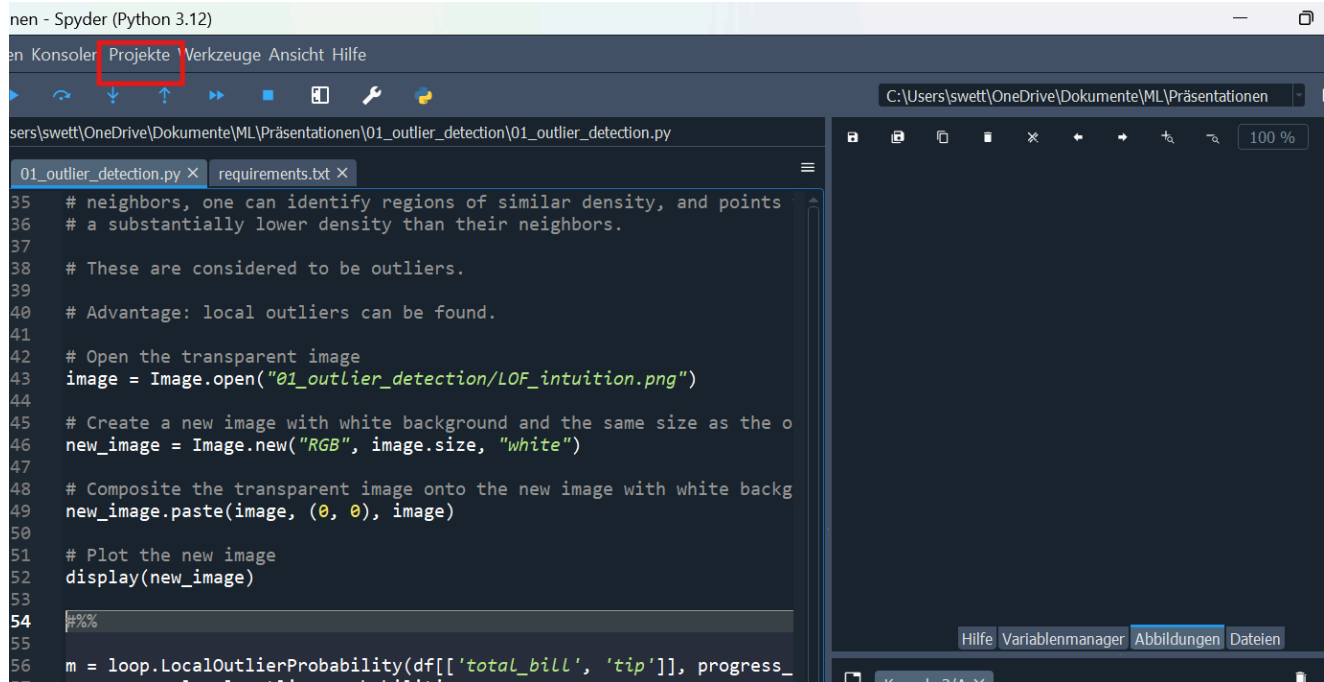 nen - Spyder (Python 3.12)
en Konsolen Projekte Werkzeuge Ansicht Hilfe
C:\Users\swett\OneDrive\Dokumente\ML\Präsentationen
sers\swett\OneDrive\Dokumente\ML\Präsentationen\01_outlier_detection\01_outlier_detection.py
100 %
01_outlier_detection.py requirements.txt
35 # neighbors, one can identify regions of similar density, and points
36 # a substantially lower density than their neighbors.
37
38 # These are considered to be outliers.
39
40 # Advantage: local outliers can be found.
41
42 # Open the transparent image
43 image = Image.open("01_outlier_detection/LOF_intuition.png")
44
45 # Create a new image with white background and the same size as the o
46 new_image = Image.new("RGB", image.size, "white")
47
48 # Composite the transparent image onto the new image with white backg
49 new_image.paste(image, (0, 0), image)
50
51 # Plot the new image
52 display(new_image)
53
54 #%%
55
56 m = loop.LocalOutlierProbability(df[['total_bill', 'tip']], progress_
Hilfe Variablenmanager Abbildungen Dateien